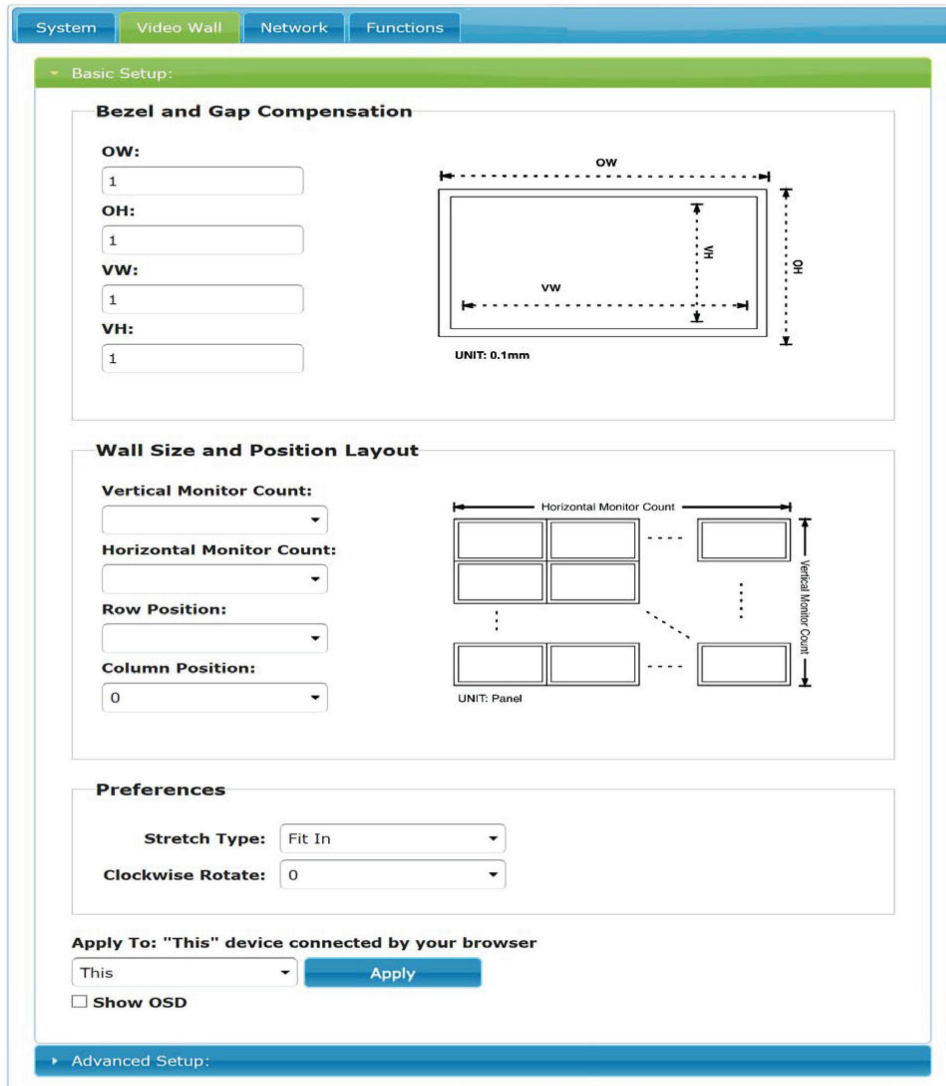 System Video Wall Network Functions
Basic Setup:
Bezel and Gap Compensation
OW:
1
OH:
1
VW:
1
VH:
1
OW
VH
OH
VW
UNIT: 0.1mm
Wall Size and Position Layout
Vertical Monitor Count:
Horizontal Monitor Count:
Row Position:
Column Position:
0
Horizontal Monitor Count
Vertical Monitor Count
UNIT: Panel
Preferences
Stretch Type: Fit In
Clockwise Rotate: 0
Apply To: "This" device connected by your browser
This Apply
Show OSD
Advanced Setup: